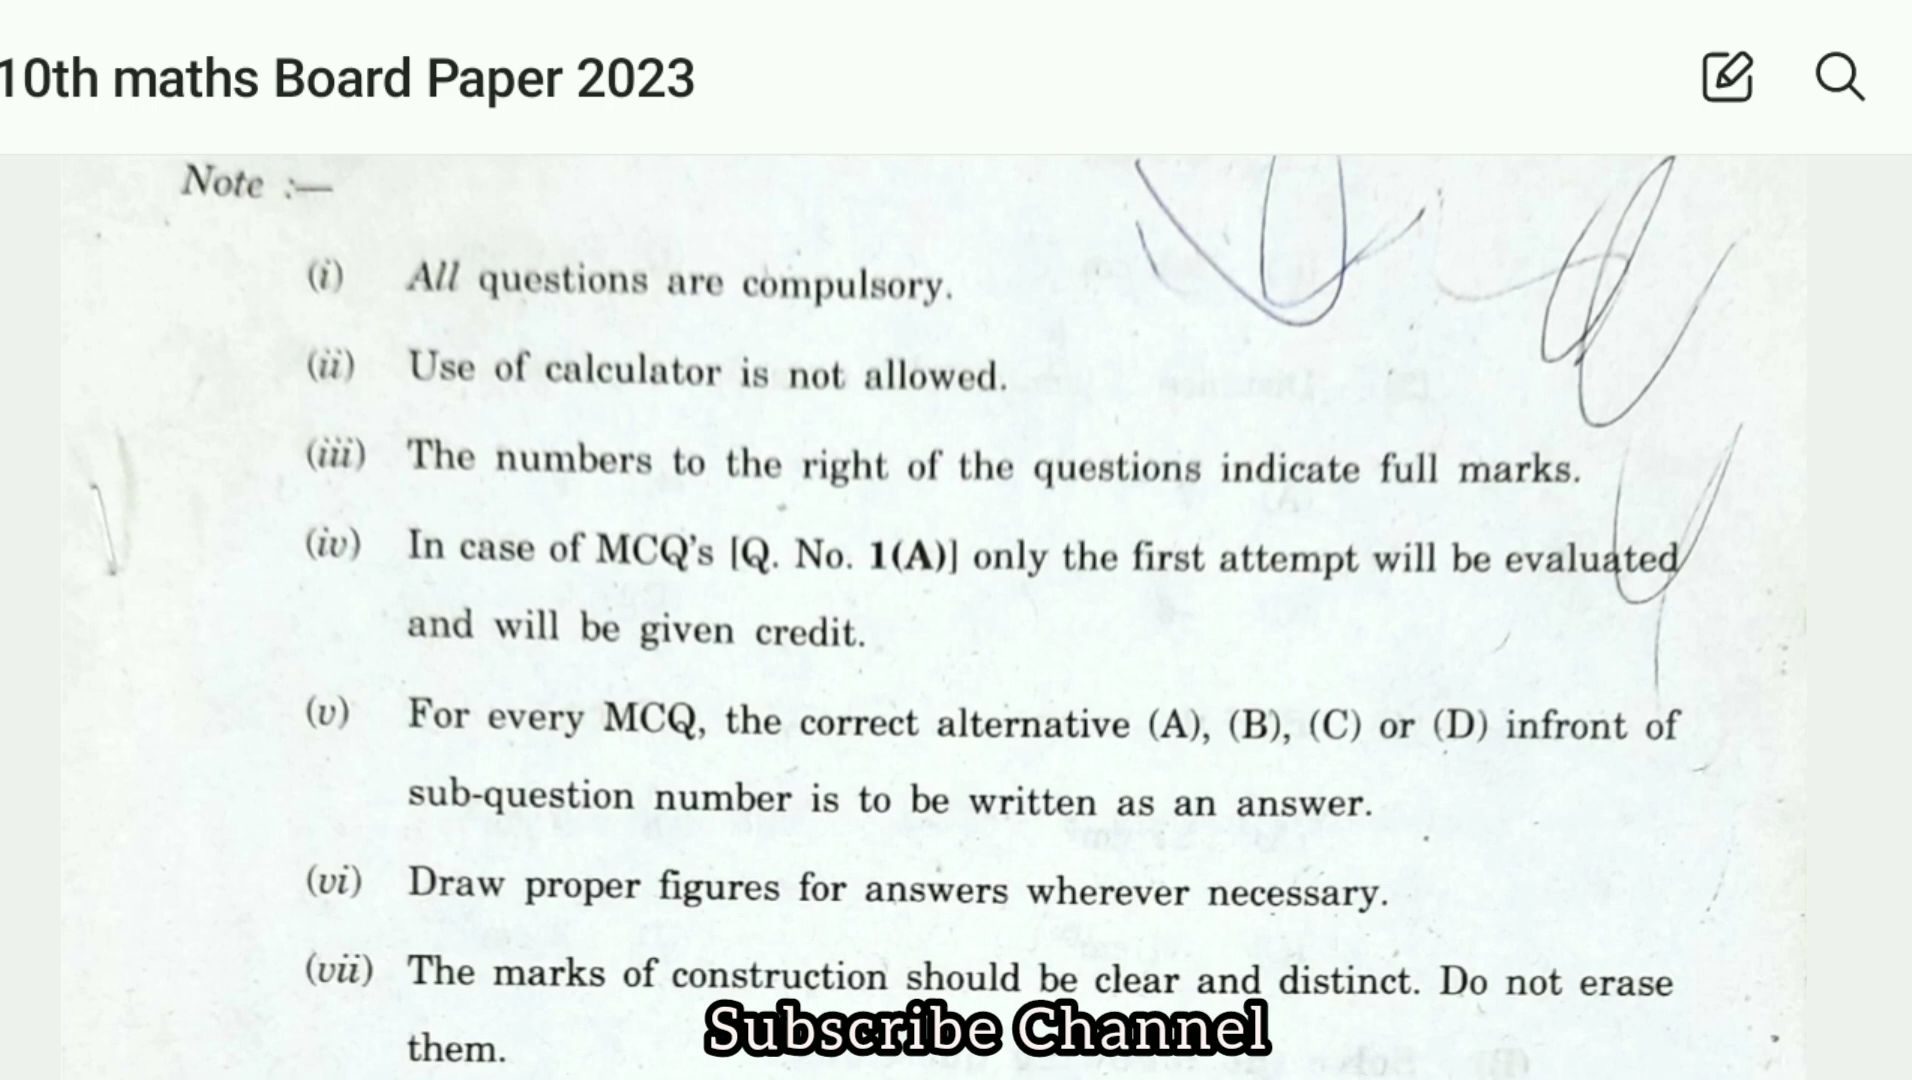 10th maths Board Paper 2023
Note :—
(i) All questions are compulsory.
(ii) Use of calculator is not allowed.
(iii) The numbers to the right of the questions indicate full marks.
(iv) In case of MCQ's [Q. No. 1(A)] only the first attempt will be evaluated
and will be given credit.
(v) For every MCQ, the correct alternative (A), (B), (C) or (D) infront of
sub-question number is to be written as an answer.
(vi) Draw proper figures for answers wherever necessary.
(vii) The marks of construction should be clear and distinct. Do not erase
them.
Subscribe Channel